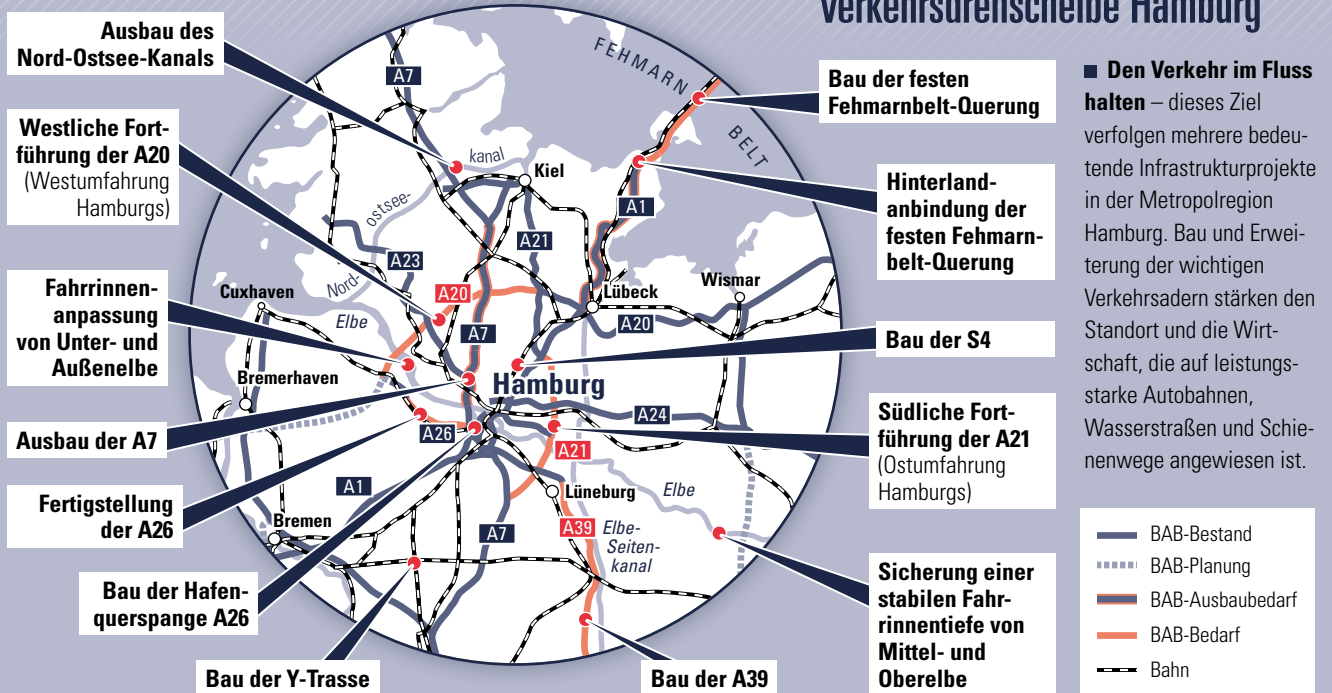 Verkehrsdrehscheibe Hamburg
Ausbau des
Nord-Ostsee-Kanals
Westliche Fort-
führung der A20
(Westumfahrung
Hamburgs)
Fahrrinnen-
anpassung
von Unter- und
Außenelbe
Ausbau der A7
Fertigstellung
der A26
Bau der Hafen-
querspange A26
Bau der Y-Trasse
FEHMARN
BELT
A7
kanal
Kiel
ostsee-
Nord-
A1
A21
A23
A20
Cuxhaven
Elbe
A7
Lübeck
Wismar
A20
Bremerhaven
Hamburg
A24
A26
A21
A1
Lüneburg
Elbe
Bremen
A7
A39
Elbe-
Seiten-
kanal
Bau der festen
Fehmarnbelt-Querung
Hinterland-
anbindung der
festen Fehmarn-
belt-Querung
Bau der S4
Südliche Fort-
führung der A21
(Ostumfahrung
Hamburgs)
Sicherung einer
stabilen Fahr-
rinnentiefe von
Mittel- und
Oberelbe
Bau der A39
■ Den Verkehr im Fluss
halten – dieses Ziel
verfolgen mehrere bedeu-
tende Infrastrukturprojekte
in der Metropolregion
Hamburg. Bau und Erwei-
terung der wichtigen
Verkehrsadern stärken den
Standort und die Wirt-
schaft, die auf leistungs-
starke Autobahnen,
Wasserstraßen und Schie-
nenwege angewiesen ist.
BAB-Bestand
BAB-Planung
BAB-Ausbaubedarf
BAB-Bedarf
Bahn